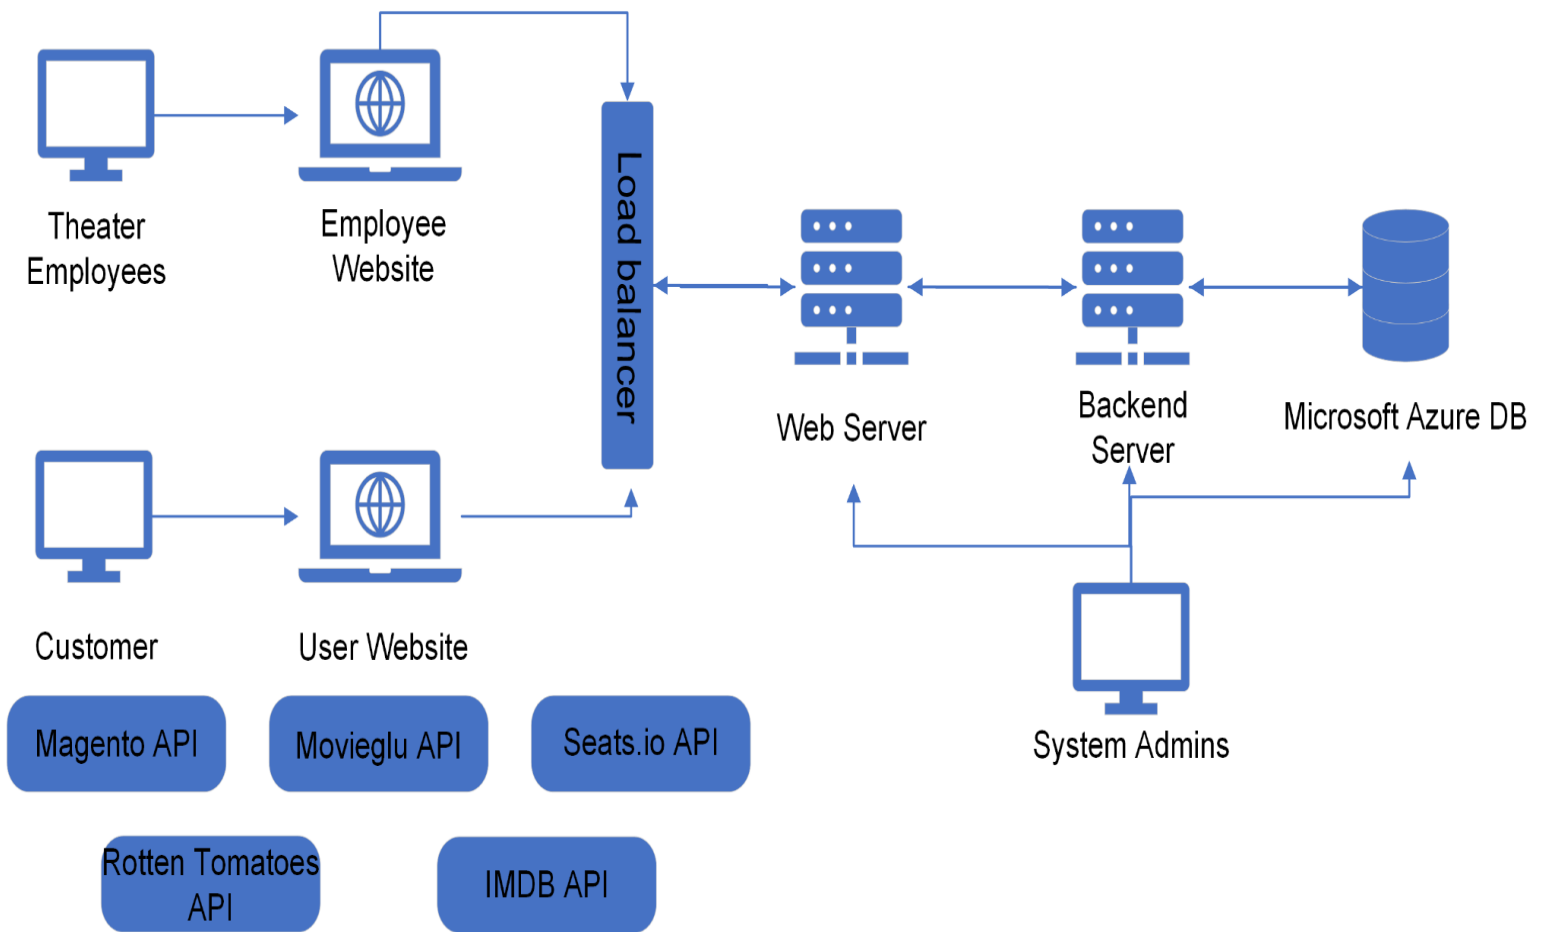 Theater
Employees
Employee
Website
Load balancer
Web Server
Backend
Server
Microsoft Azure DB
Customer
User Website
System Admins
Magento API
Movieglu API
Seats.io API
Rotten Tomatoes
API
IMDB API